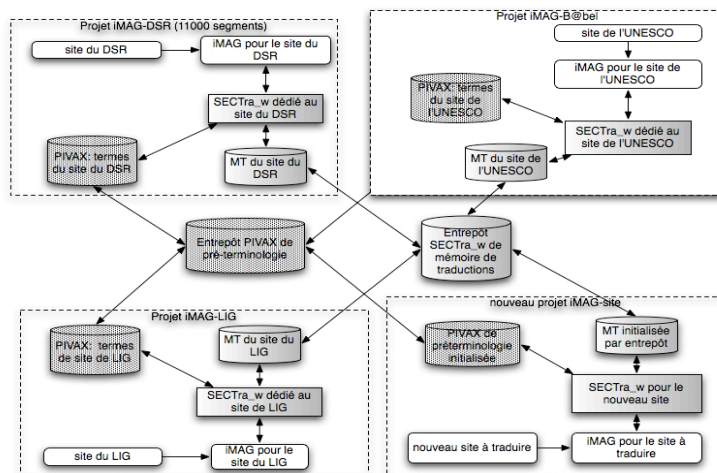 Projet iMAG-DSR (11000 segments)
site du DSR
iMAG pour le site du
DSR
SECTra_w dédié au
site du DSR
PIVAX: termes
du site du DSR
MT du site du
DSR
Projet iMAG-B@bel
site de l'UNESCO
iMAG pour le site de
l'UNESCO
PIVAX: termes
du site de
l'UNESCO
SECTra_w dédié au
site de l'UNESCO
MT du site de
l'UNESCO
Entrepôt PIVAX de
pré-terminologie
Entrepôt
SECTra_w de
mémoire de
traductions
Projet iMAG-LIG
PIVAX: termes
de site de LIG
MT du site du
LIG
SECTra_w dédié au
site de LIG
site du LIG
iMAG pour le
site du LIG
nouveau projet iMAG-site
PIVAX de
préterminologie
initialisée
MT initialisée
par entrepôt
SECTra_w pour le
nouveau site
nouveau site à traduire
iMAG pour le site à
traduire